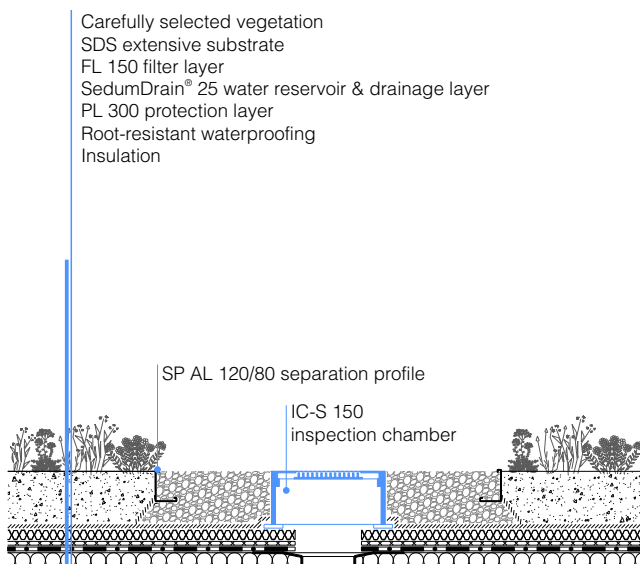 Carefully selected vegetation
SDS extensive substrate
FL 150 filter layer
SedumDrain® 25 water reservoir & drainage layer
PL 300 protection layer
Root-resistant waterproofing
Insulation
SP AL 120/80 separation profile
IC-S 150
inspection chamber